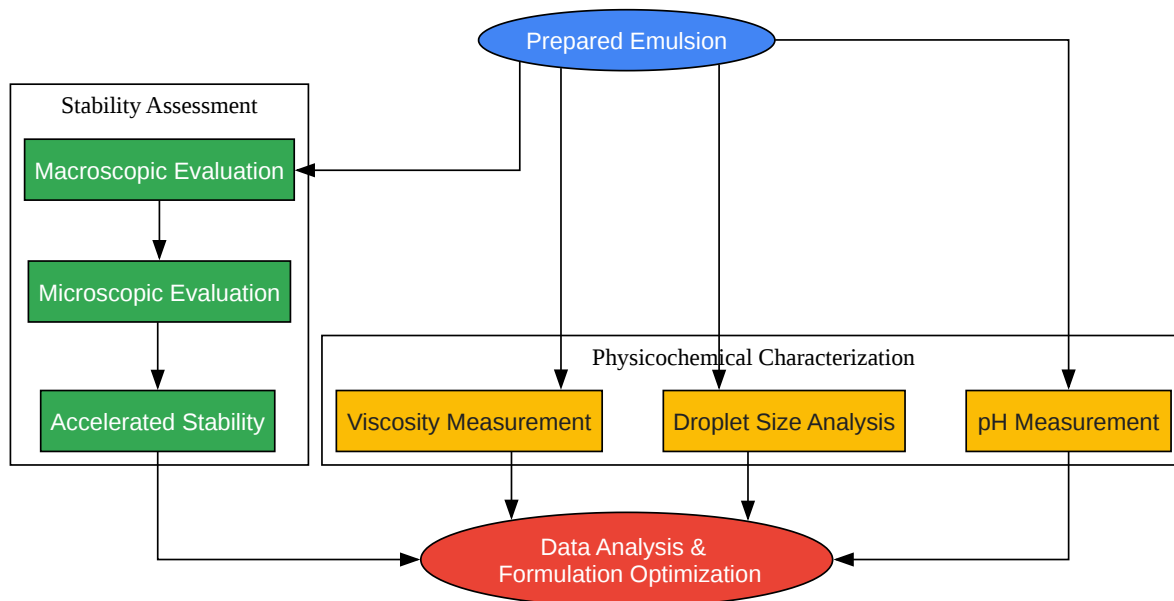 Prepared Emulsion
Stability Assessment
Macroscopic Evaluation
Microscopic Evaluation
Physicochemical Characterization
Accelerated Stability
Viscosity Measurement
Droplet Size Analysis
pH Measurement
Data Analysis &
Formulation Optimization